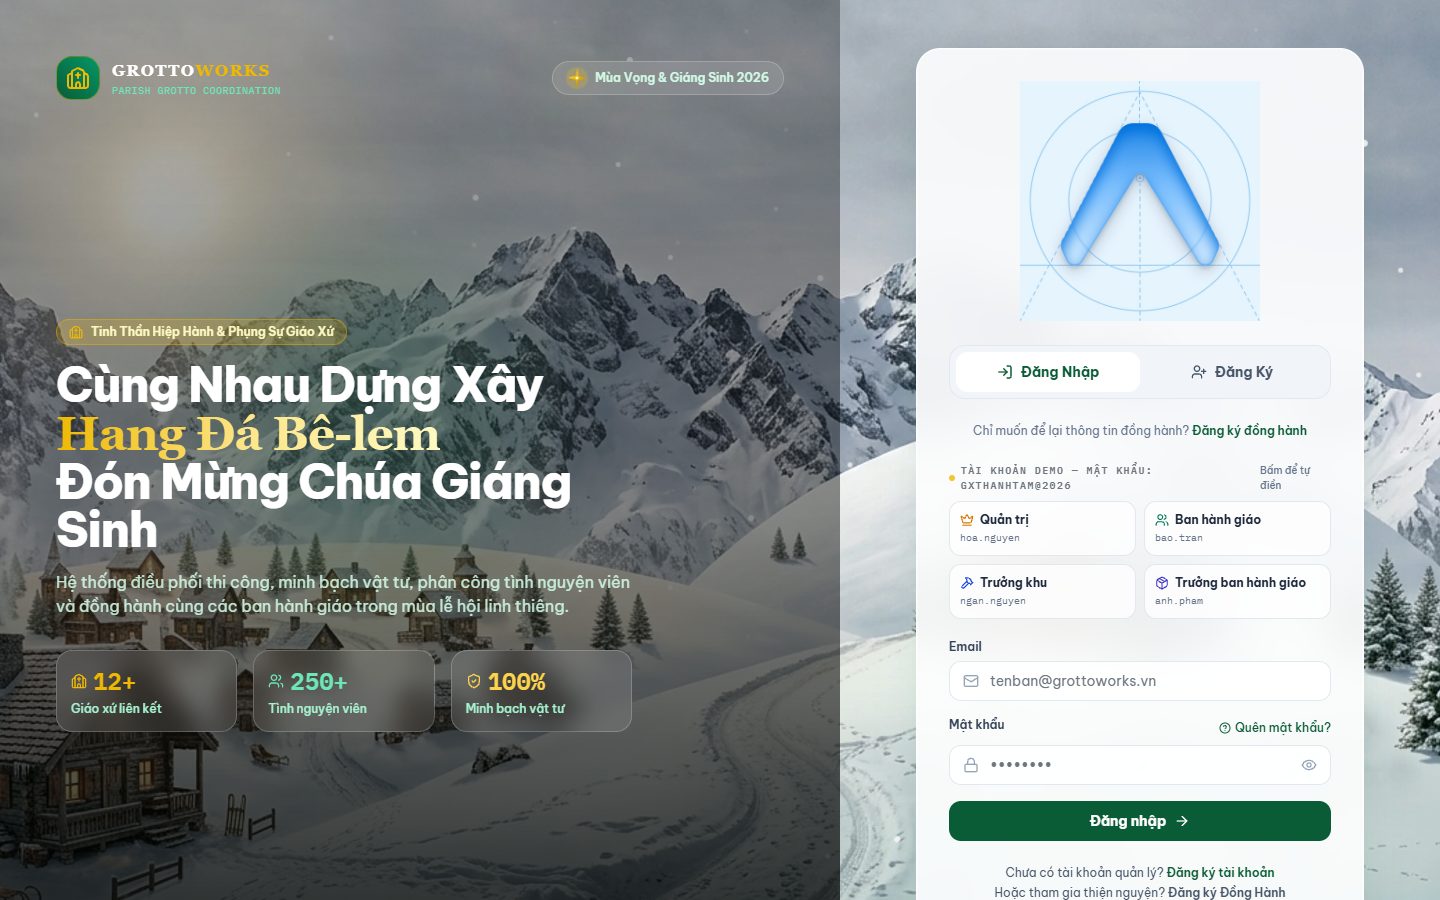 GROTTOWORKS
PARISH GROTTO COORDINATION
Mùa Vọng & Giáng Sinh 2026
Tinh Thần Hiệp Hành & Phụng Sự Giáo Xứ
Cùng Nhau Dựng Xây
Hang Đá Bê-lem
Đón Mừng Chúa Giáng
Sinh
Hệ thống điều phối thi công, minh bạch vật tư, phân công tình nguyện viên
và đồng hành cùng các ban hành giáo trong mùa lễ hội linh thiêng.
12+
Giáo xứ liên kết
250+
Tình nguyện viên
100%
Minh bạch vật tư
Đăng Nhập
Đăng Ký
Chỉ muốn để lại thông tin đồng hành? Đăng ký đồng hành
TÀI KHOẢN DEMO — MẬT KHẨU:
GXTHANHTAM@2026
Bấm để tự
điền
Quản trị
hoa.nguyen
Ban hành giáo
bao.tran
Trưởng khu
ngan.nguyen
Trưởng ban hành giáo
anh.pham
Email
tenban@grottoworks.vn
Mật khẩu
Quên mật khẩu?
••••••••
Đăng nhập
Chưa có tài khoản quản lý? Đăng ký tài khoản
Hoặc tham gia thiện nguyện? Đăng ký Đồng Hành